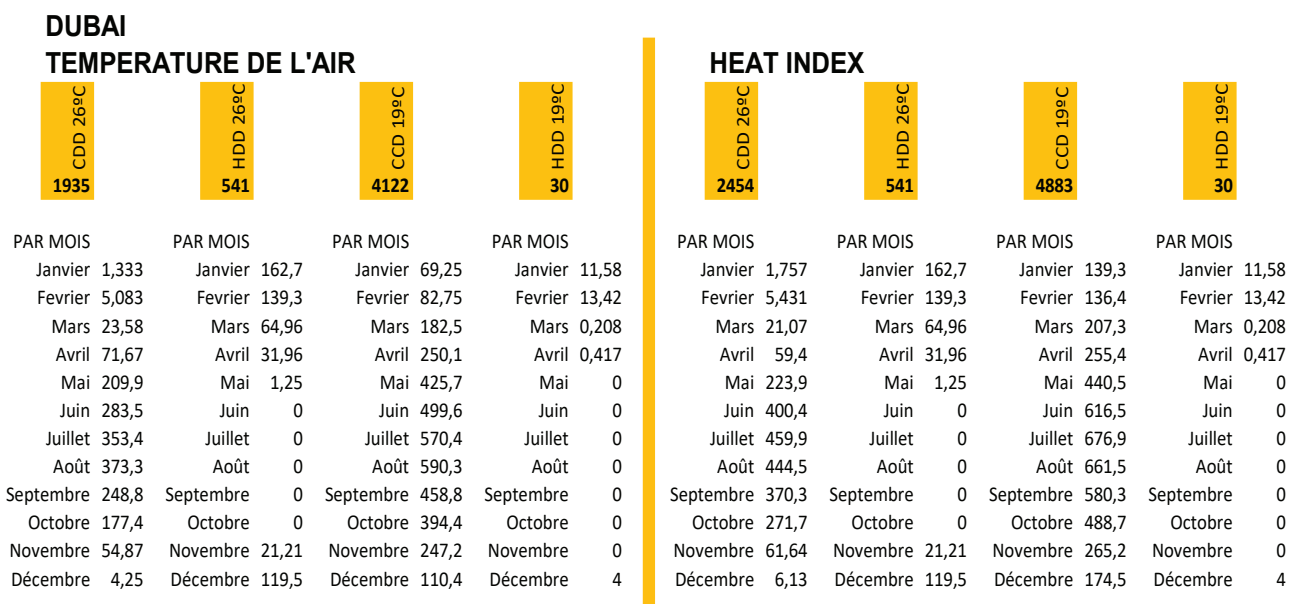 DUBAI
TEMPERATURE DE L'AIR
CDD 26ºC
1935
HDD 26ºC
541
CCD 19ºC
4122
HDD 19ºC
30
PAR MOIS PAR MOIS PAR MOIS PAR MOIS
Janvier 1,333 Janvier 162,7 Janvier 69,25 Janvier 11,58
Fevrier 5,083 Fevrier 139,3 Fevrier 82,75 Fevrier 13,42
Mars 23,58 Mars 64,96 Mars 182,5 Mars 0,208
Avril 71,67 Avril 31,96 Avril 250,1 Avril 0,417
Mai 209,9 Mai 1,25 Mai 425,7 Mai 0
Juin 283,5 Juin 0 Juin 499,6 Juin 0
Juillet 353,4 Juillet 0 Juillet 570,4 Juillet 0
Août 373,3 Août 0 Août 590,3 Août 0
Septembre 248,8 Septembre 0 Septembre 458,8 Septembre 0
Octobre 177,4 Octobre 0 Octobre 394,4 Octobre 0
Novembre 54,87 Novembre 21,21 Novembre 247,2 Novembre 0
Décembre 4,25 Décembre 119,5 Décembre 110,4 Décembre 4
HEAT INDEX
CDD 26ºC
2454
HDD 26ºC
541
CCD 19ºC
4883
HDD 19ºC
30
PAR MOIS PAR MOIS PAR MOIS PAR MOIS
Janvier 1,757 Janvier 162,7 Janvier 139,3 Janvier 11,58
Fevrier 5,431 Fevrier 139,3 Fevrier 136,4 Fevrier 13,42
Mars 21,07 Mars 64,96 Mars 207,3 Mars 0,208
Avril 59,4 Avril 31,96 Avril 255,4 Avril 0,417
Mai 223,9 Mai 1,25 Mai 440,5 Mai 0
Juin 400,4 Juin 0 Juin 616,5 Juin 0
Juillet 459,9 Juillet 0 Juillet 676,9 Juillet 0
Août 444,5 Août 0 Août 661,5 Août 0
Septembre 370,3 Septembre 0 Septembre 580,3 Septembre 0
Octobre 271,7 Octobre 0 Octobre 488,7 Octobre 0
Novembre 61,64 Novembre 21,21 Novembre 265,2 Novembre 0
Décembre 6,13 Décembre 119,5 Décembre 174,5 Décembre 4